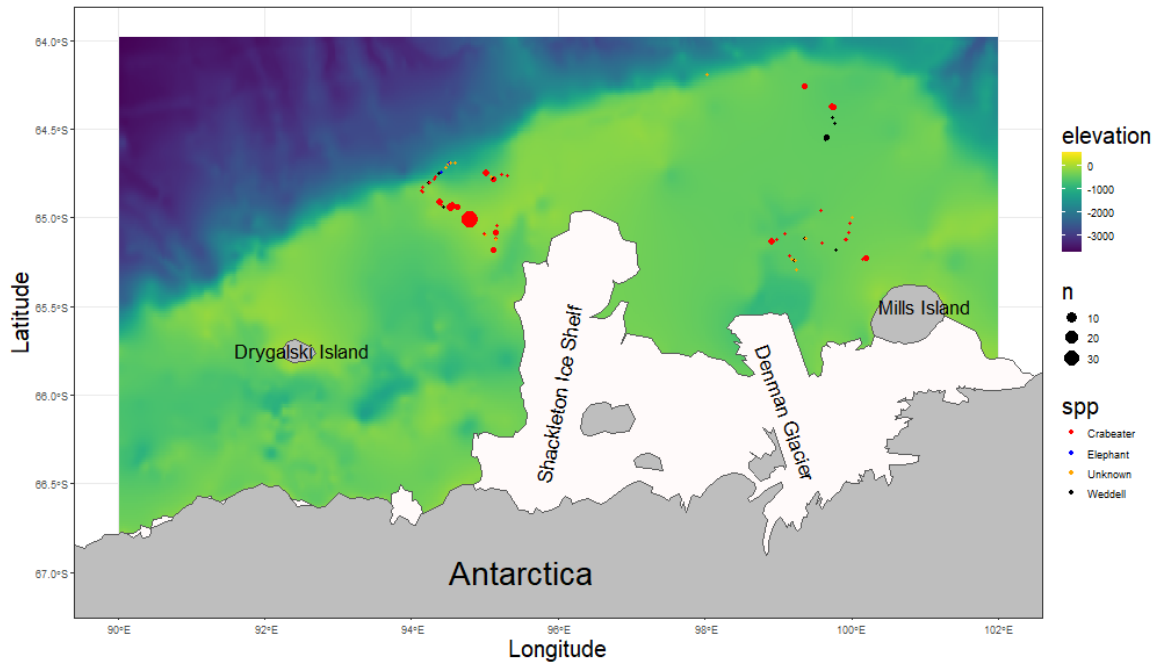 64.0°S
64.5°S
65.0°S
65.5°S
66.0°S
66.5°S
67.0°S
Latitude
Drygalski Island
Shackleton Ice Shelf
Denman Glacier
Mills Island
Antarctica
90°E
92°E
94°E
96°E
98°E
100°E
102°E
Longitude
elevation
0
-1000
-2000
-3000
n
10
20
30
spp
Crabeater
Elephant
Unknown
Weddell